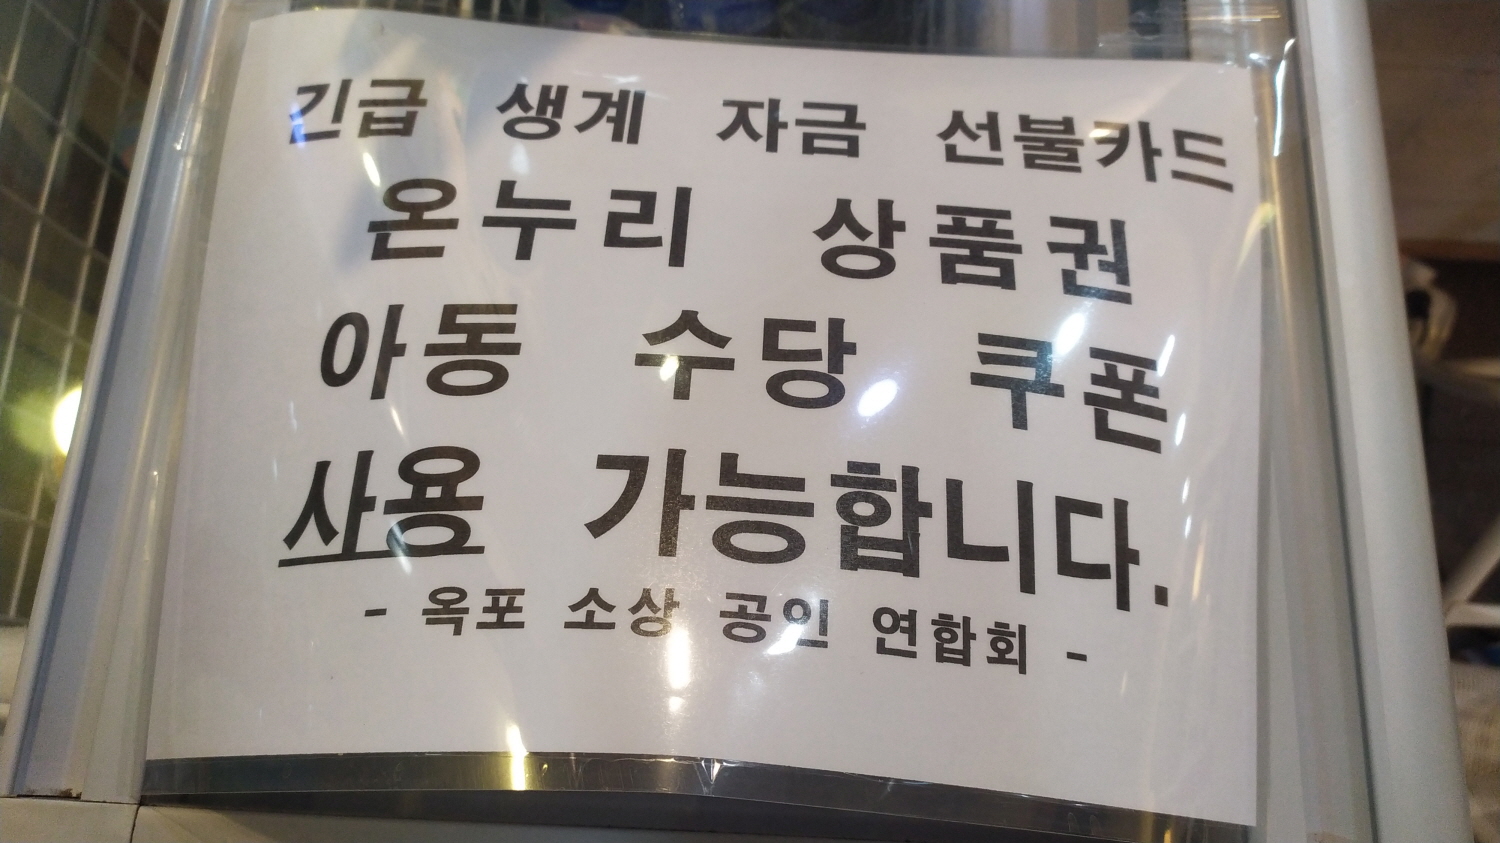 긴급 생계 자금 선불카드
온누리 상품권
아동 수당 쿠폰
사용 가능합니다.
- 옥포 소상 공인 연합회 -